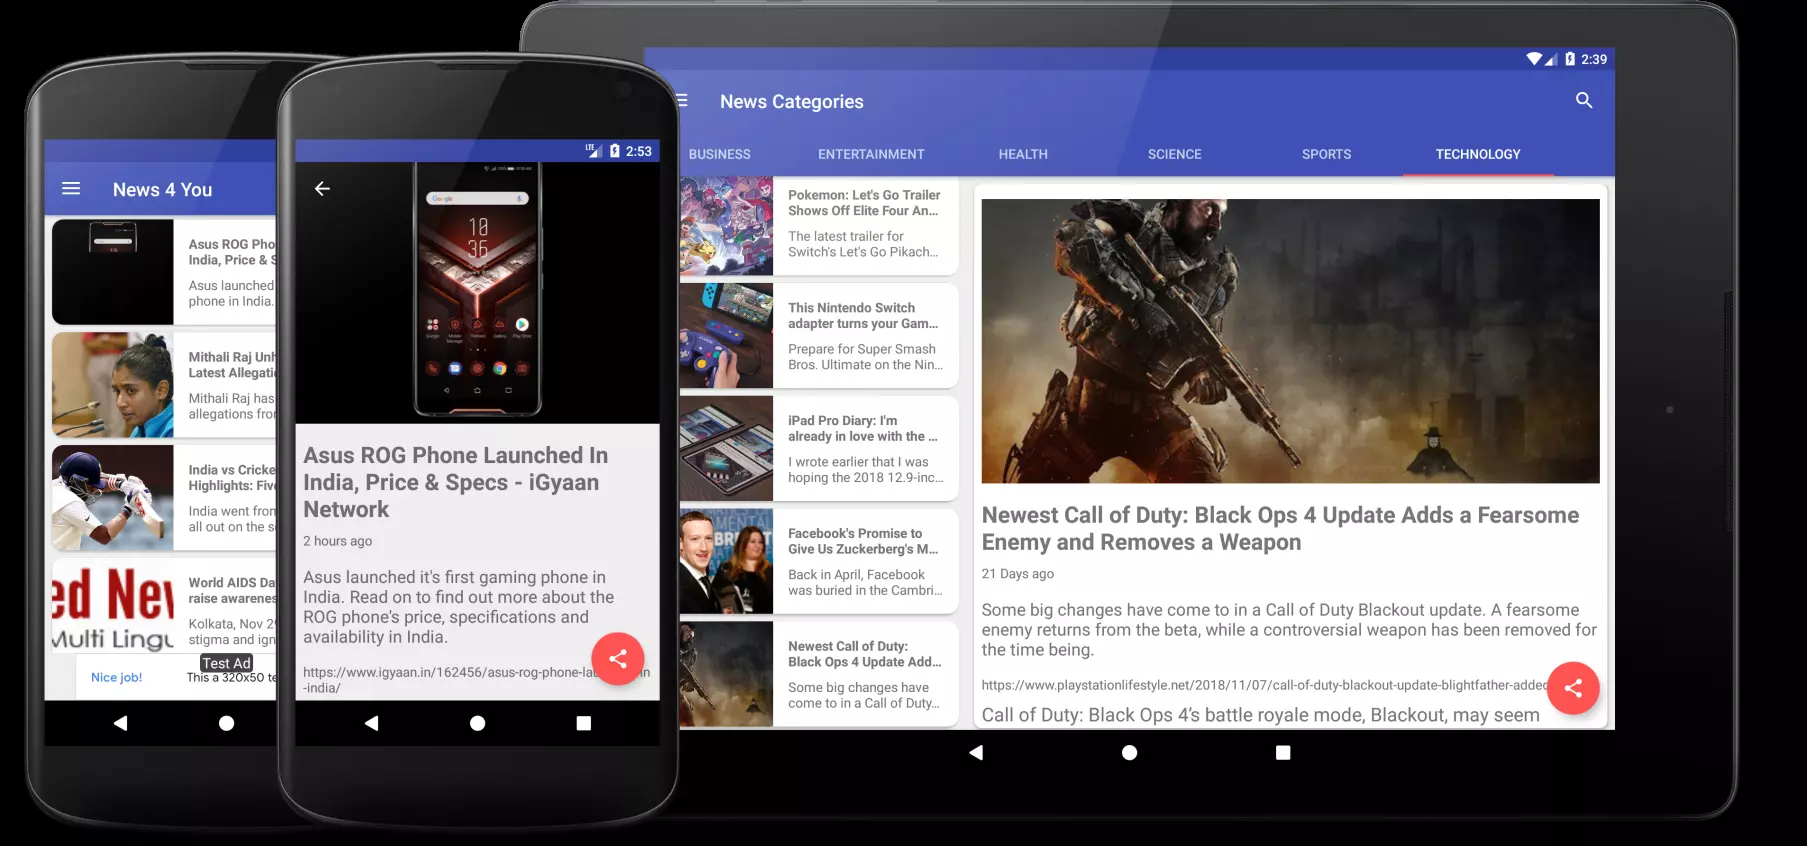 News 4 You
Asus ROG Pho
India, Price & S
Asus launched
phone in India.
Mithali Raj Unh
Latest Allegati
Mithali Raj has
allegations fro
India vs Cricke
Highlights: Five
India went from
all out on the s
ed Nev
Multi Lingu
World AIDS Da
raise awarenes
Kolkata, Nov 29
stigma and ign
Test Ad
Nice job!
This a 320x50 te
LTE
2:53
Google
10
36
Asus ROG Phone Launched In
India, Price & Specs - iGyaan
Network
2 hours ago
Asus launched it's first gaming phone in
India. Read on to find out more about the
ROG phone's price, specifications and
availability in India.
https://www.igyaan.in/162456/asus-rog-phone-la in
-india/
2:39
News Categories
BUSINESS
ENTERTAINMENT
HEALTH
SCIENCE
SPORTS
TECHNOLOGY
Pokemon: Let's Go Trailer
Shows Off Elite Four An...
The latest trailer for
Switch's Let's Go Pikach...
This Nintendo Switch
adapter turns your Gam...
Prepare for Super Smash
Bros. Ultimate on the Nin...
iPad Pro Diary: I'm
already in love with the ...
I wrote earlier that I was
hoping the 2018 12.9-inc...
Facebook's Promise to
Give Us Zuckerberg's M...
Back in April, Facebook
was buried in the Cambri...
Newest Call of Duty:
Black Ops 4 Update Add...
Some big changes have
come to in a Call of Duty...
Newest Call of Duty: Black Ops 4 Update Adds a Fearsome
Enemy and Removes a Weapon
21 Days ago
Some big changes have come to in a Call of Duty Blackout update. A fearsome
enemy returns from the beta, while a controversial weapon has been removed for
the time being.
https://www.playstationlifestyle.net/2018/11/07/call-of-duty-blackout-update-blightfather-added
Call of Duty: Black Ops 4’s battle royale mode, Blackout, may seem